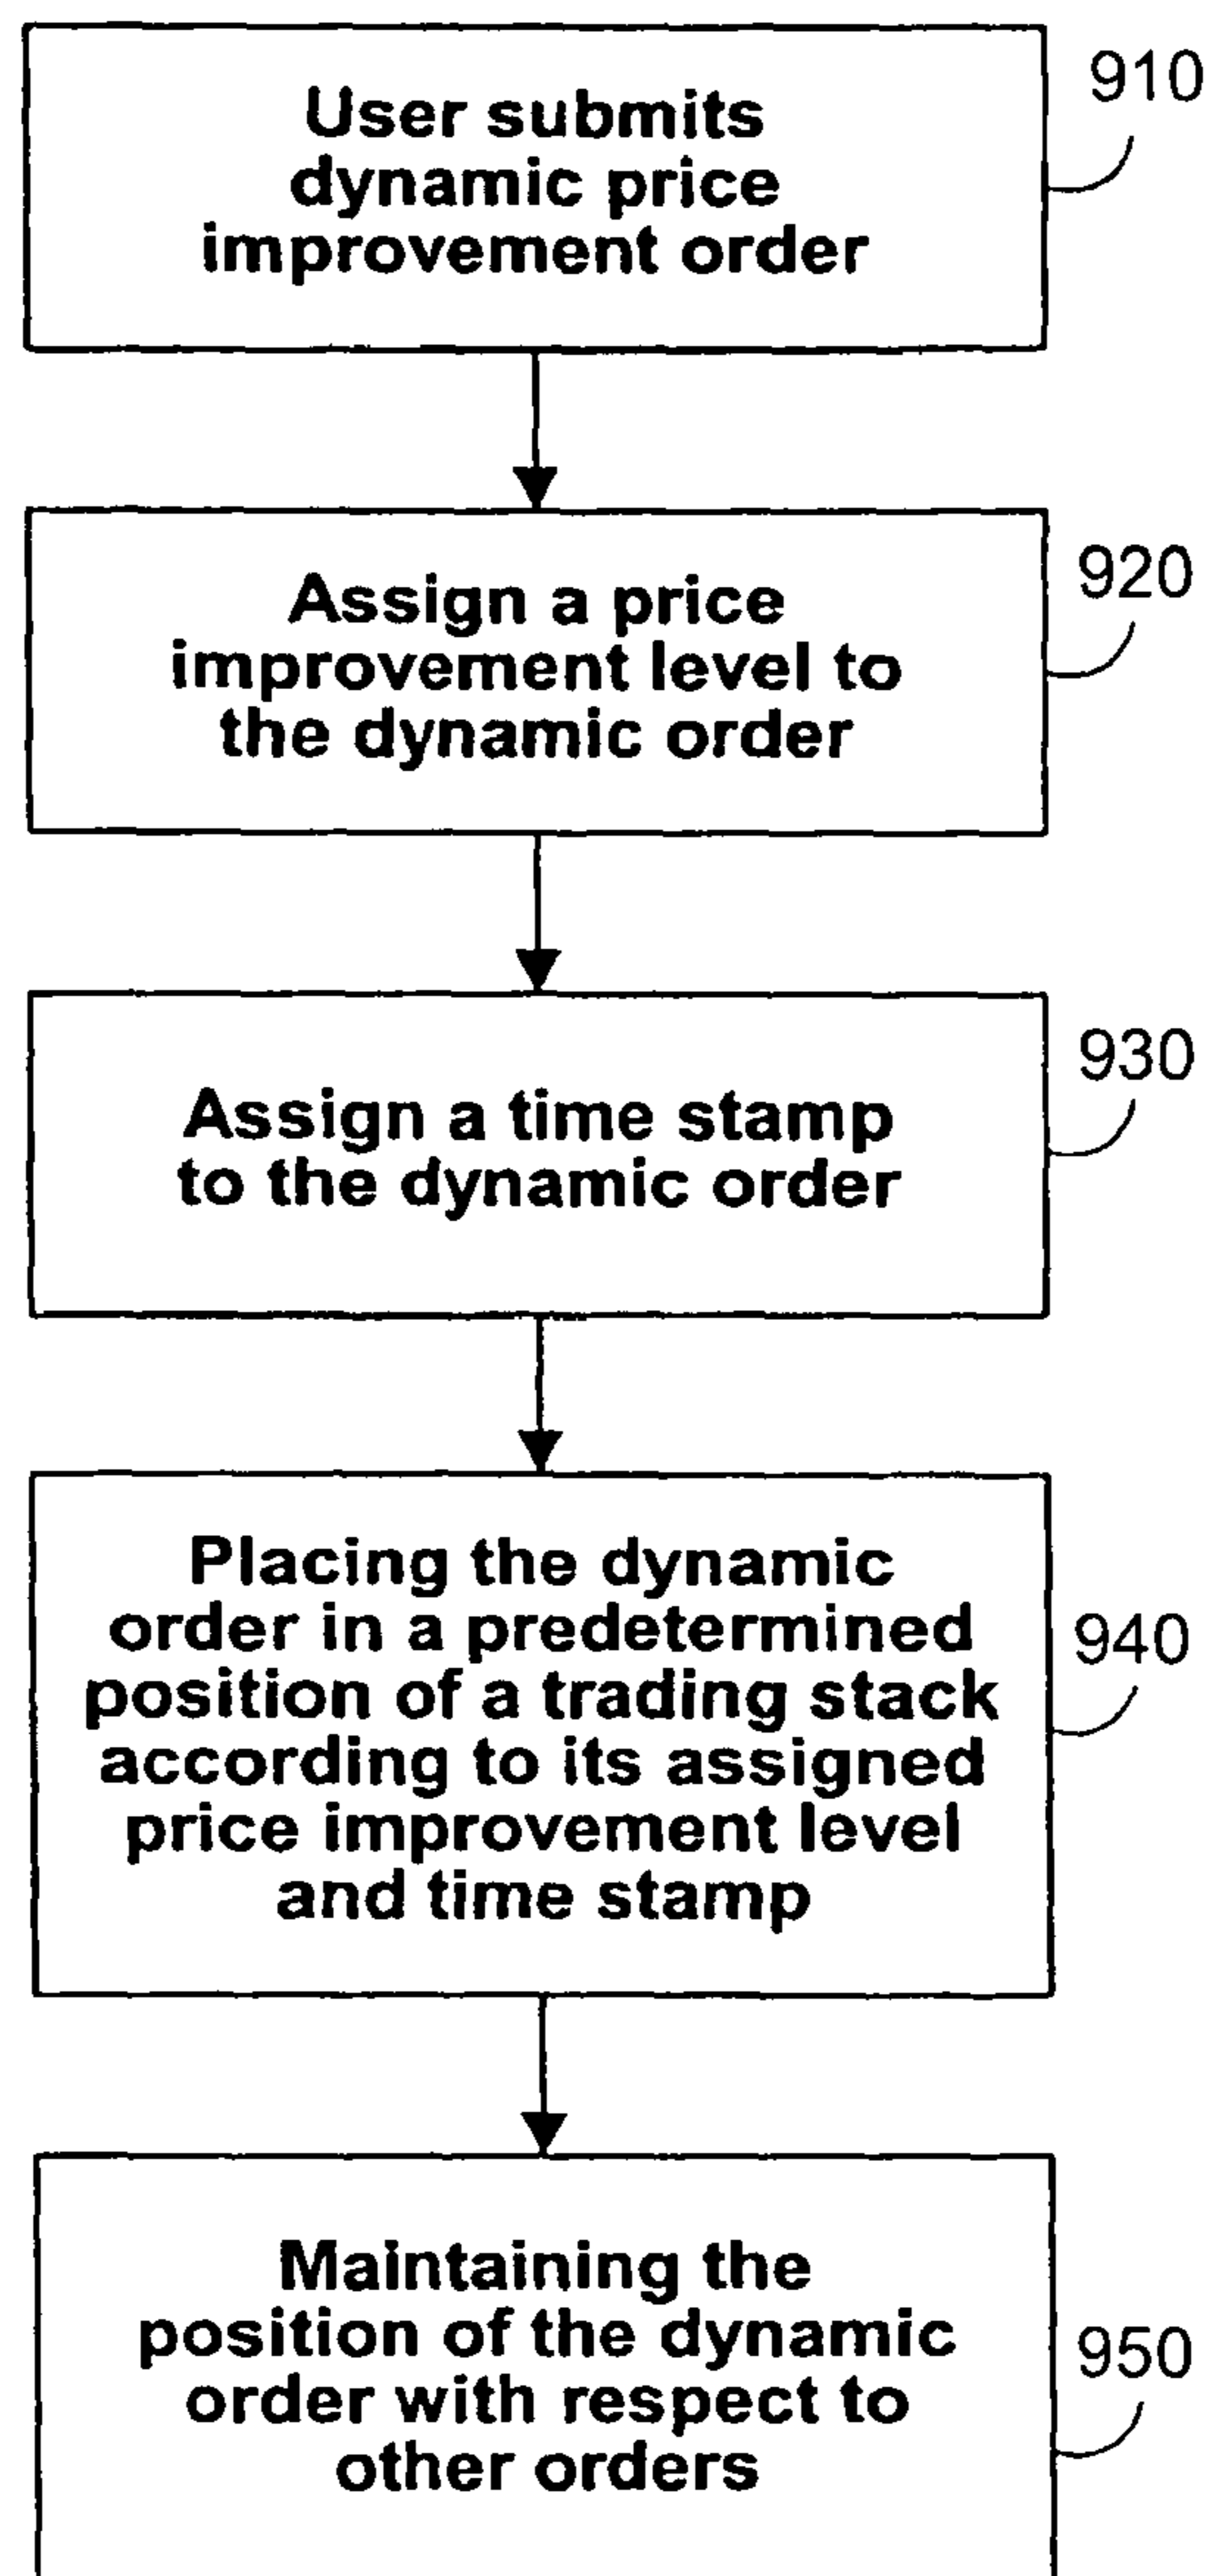 User submits
dynamic price
improvement order
910
Assign a price
improvement level to
the dynamic order
920
Assign a time stamp
to the dynamic order
930
Placing the dynamic
order in a predetermined
position of a trading stack
according to its assigned
price improvement level
and time stamp
940
Maintaining the
position of the dynamic
order with respect to
other orders
950